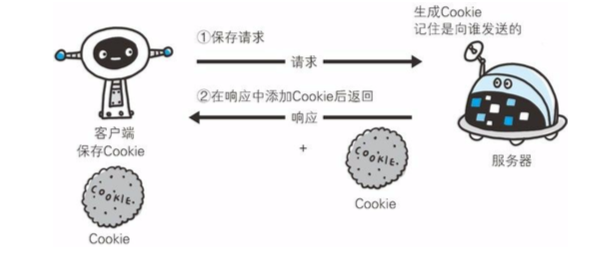 生成Cookie
记住是向谁发送的
①保存请求
请求
②在响应中添加Cookie后返回
响应
+
客户端
保存Cookie
COOKIE.
Cookie
COOKIE.
Cookie
服务器